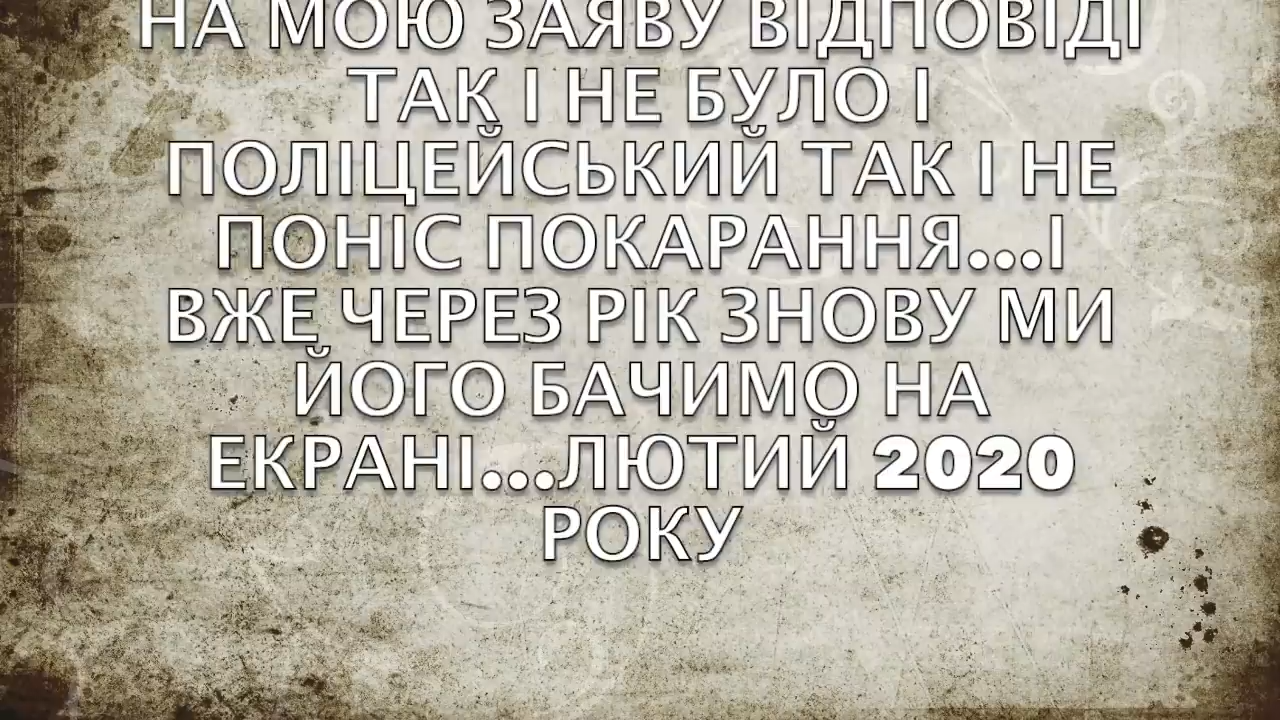 НА МОЮ ЗАЯВУ ВІДПОВІДІ
ТАК І НЕ БУЛО І
ПОЛІЦЕЙСЬКИЙ ТАК І НЕ
ПОНІС ПОКАРАННЯ...І
ВЖЕ ЧЕРЕЗ РІК ЗНОВУ МИ
ЙОГО БАЧИМО НА
ЕКРАНІ...ЛЮТИЙ 2020
РОКУ